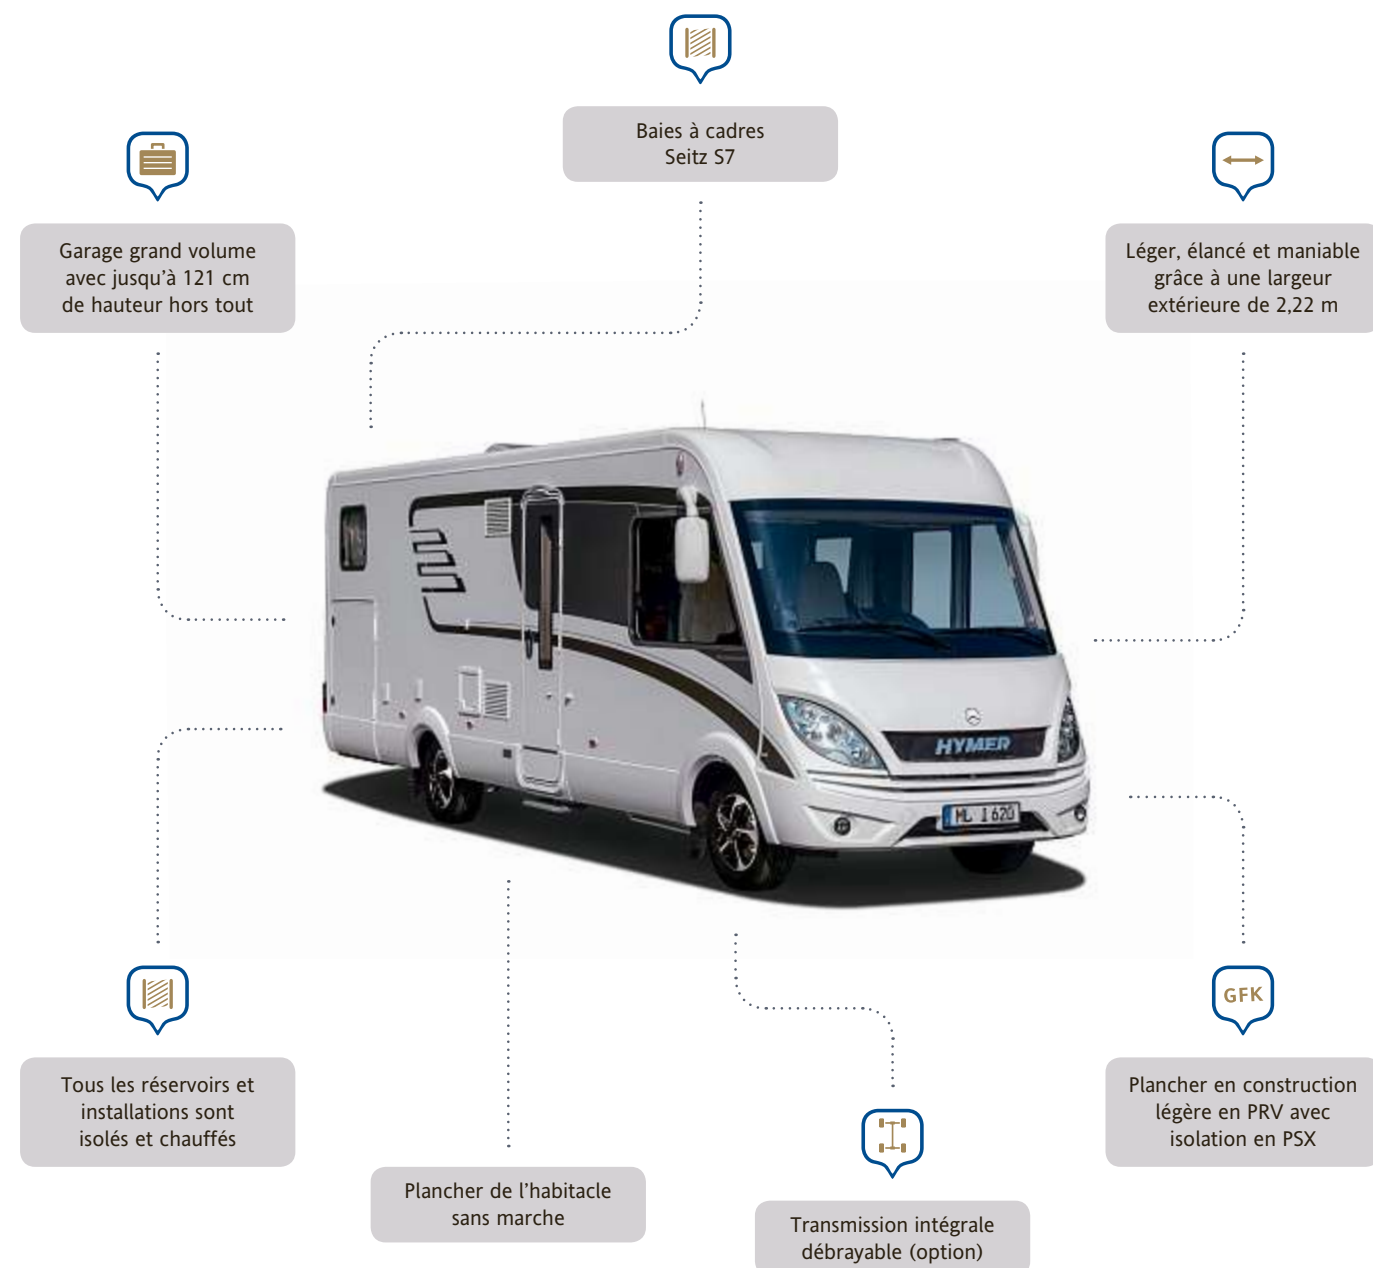 Baies à cadres
Seitz S7
Garage grand volume
avec jusqu'à 121 cm
de hauteur hors tout
Léger, élancé et maniable
grâce à une largeur
extérieure de 2,22 m
HYMER
ML I 620
GFK
Tous les réservoirs et
installations sont
isolés et chauffés
Plancher en construction
légère en PRV avec
isolation en PSX
Plancher de l'habitacle
sans marche
Transmission intégrale
débrayable (option)